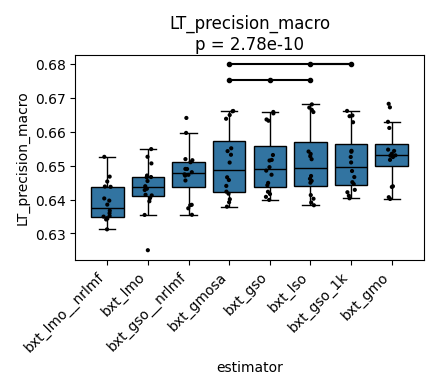 LT_precision_macro
p = 2.78e-10
LT_precision_macro
0.68
0.67
0.66
0.65
0.64
0.63
bxt_lmo__nrlmf
bxt_lmo
bxt_gso__nrlmf
bxt_gmosa
bxt_gso
bxt_lso
bxt_gso_1k
bxt_gmo
estimator